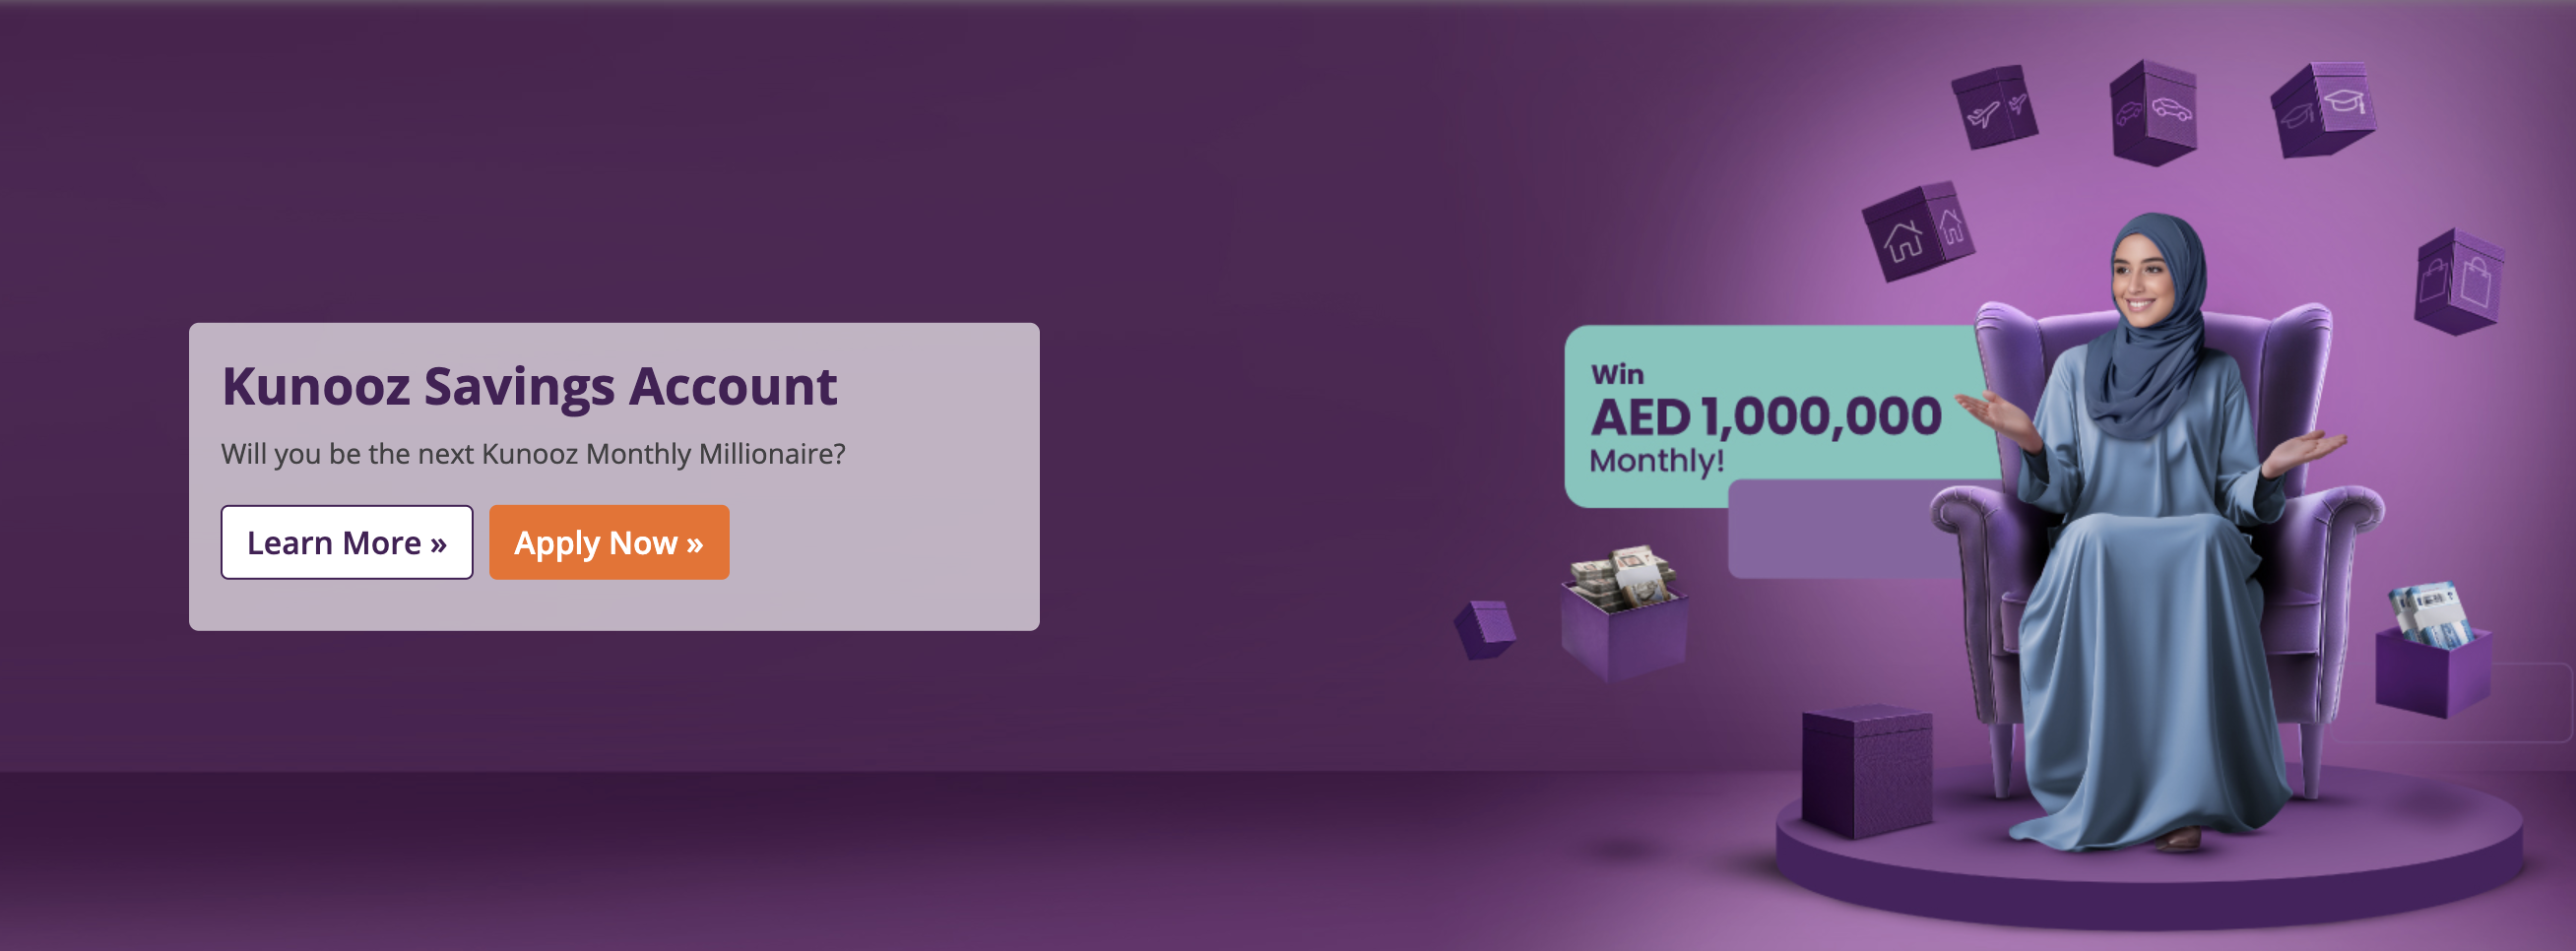 Kunooz Savings Account
Will you be the next Kunooz Monthly Millionaire?
Learn More »
Apply Now »
Win
AED 1,000,000
Monthly!